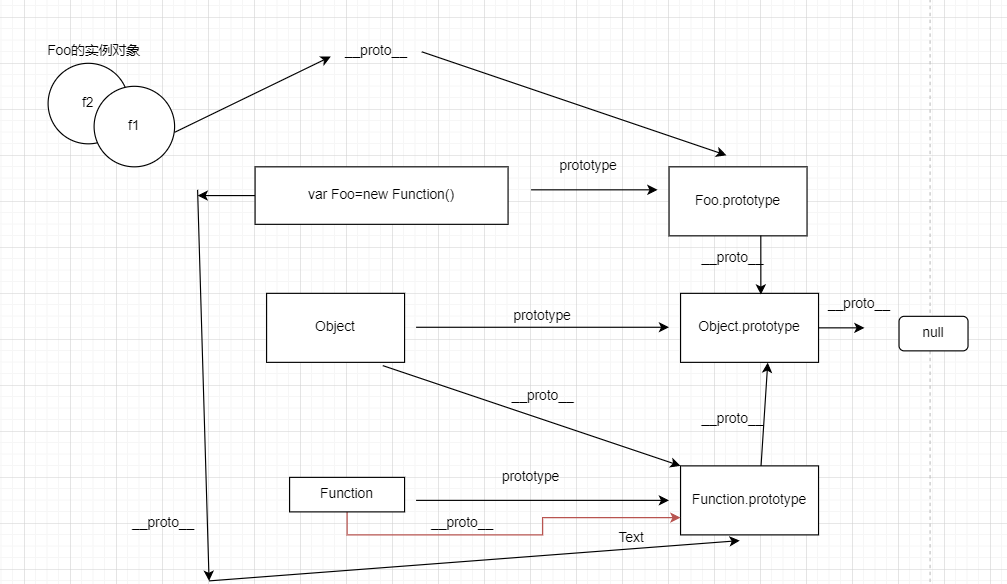 Foo的实例对象
__proto__
f2
f1
prototype
var Foo=new Function()
Foo.prototype
__proto__
__proto__
prototype
Object
Object.prototype
null
__proto__
__proto__
prototype
Function
Function.prototype
__proto__
__proto__
Text